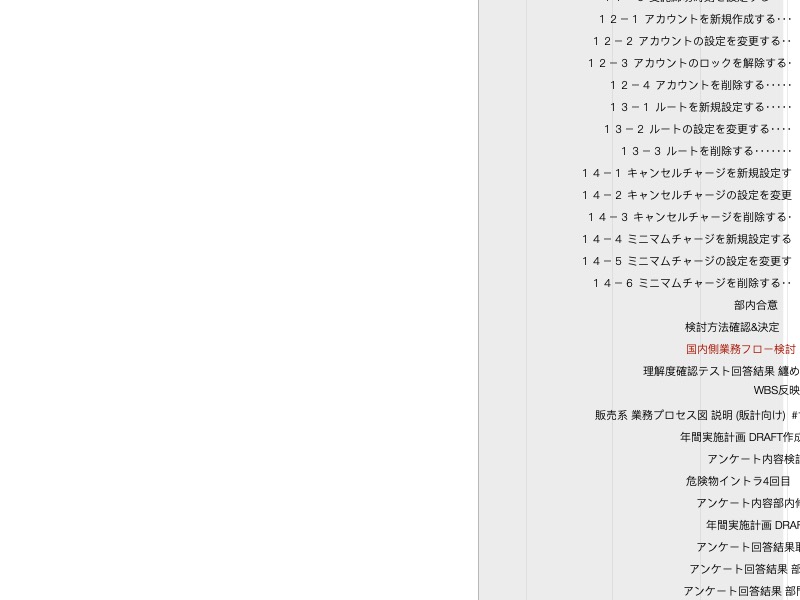 １２－１ アカウントを新規作成する･･･
１２－２ アカウントの設定を変更する･･
１２－３ アカウントのロックを解除する･
１２－４ アカウントを削除する･････
１３－１ ルートを新規設定する･････
１３－２ ルートの設定を変更する････
１３－３ ルートを削除する･･･････
１４－１ キャンセルチャージを新規設定す
１４－２ キャンセルチャージの設定を変更
１４－３ キャンセルチャージを削除する･
１４－４ ミニマムチャージを新規設定する
１４－５ ミニマムチャージの設定を変更す
１４－６ ミニマムチャージを削除する･･
部内合意
検討方法確認&決定
国内側業務フロー検討
理解度確認テスト回答結果 纏め
WBS反映
販売系 業務プロセス図 説明 (販計向け) #
年間実施計画 DRAFT作成
アンケート内容検討
危険物イントラ4回目
アンケート内容部内
年間実施計画 DRAF
アンケート回答結果
アンケート回答結果 部
アンケート回答結果 部